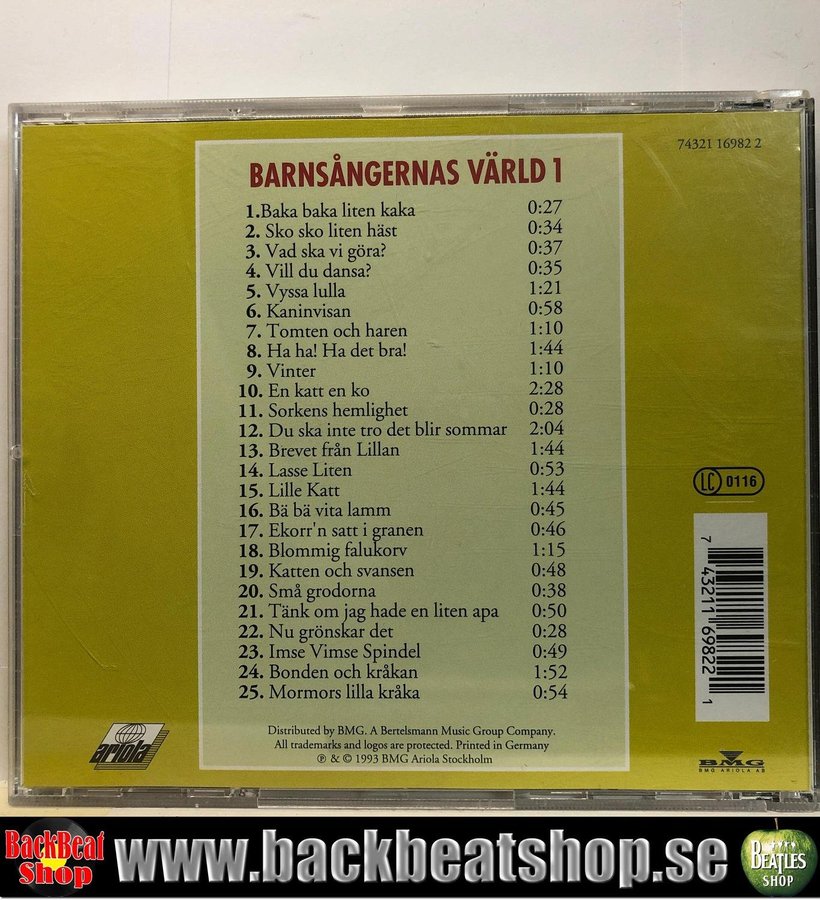 74321 16982 2
BARNSÅNGERNAS VÄRLD 1
1.Baka baka liten kaka 0:27
2. Sko sko liten häst 0:34
3. Vad ska vi göra? 0:37
4. Vill du dansa? 0:35
5. Vyssa lulla 1:21
6. Kaninvisan 0:58
7. Tomten och haren 1:10
8. Ha ha! Ha det bra! 1:44
9. Vinter 1:10
10. En katt en ko 2:28
11. Sorkens hemlighet 0:28
12. Du ska inte tro det blir sommar 2:04
13. Brevet från Lillan 1:44
14. Lasse Liten 0:53
15. Lille Katt 1:44
16. Bä bä vita lamm 0:45
17. Ekorr'n satt i granen 0:46
18. Blommig falukorv 1:15
19. Katten och svansen 0:48
20. Små grodorna 0:38
21. Tänk om jag hade en liten apa 0:50
22. Nu grönskar det 0:28
23. Imse Vimse Spindel 0:49
24. Bonden och kråkan 1:52
25. Mormors lilla kråka 0:54
LC 0116
7 43211 69822 1
Distributed by BMG. A Bertelsmann Music Group Company.
All trademarks and logos are protected. Printed in Germany
℗ & © 1993 BMG Ariola Stockholm
ariola
BMG
BMG ARIOLA AB
BackBeat
Shop
www.backbeatshop.se
BEATLES
SHOP